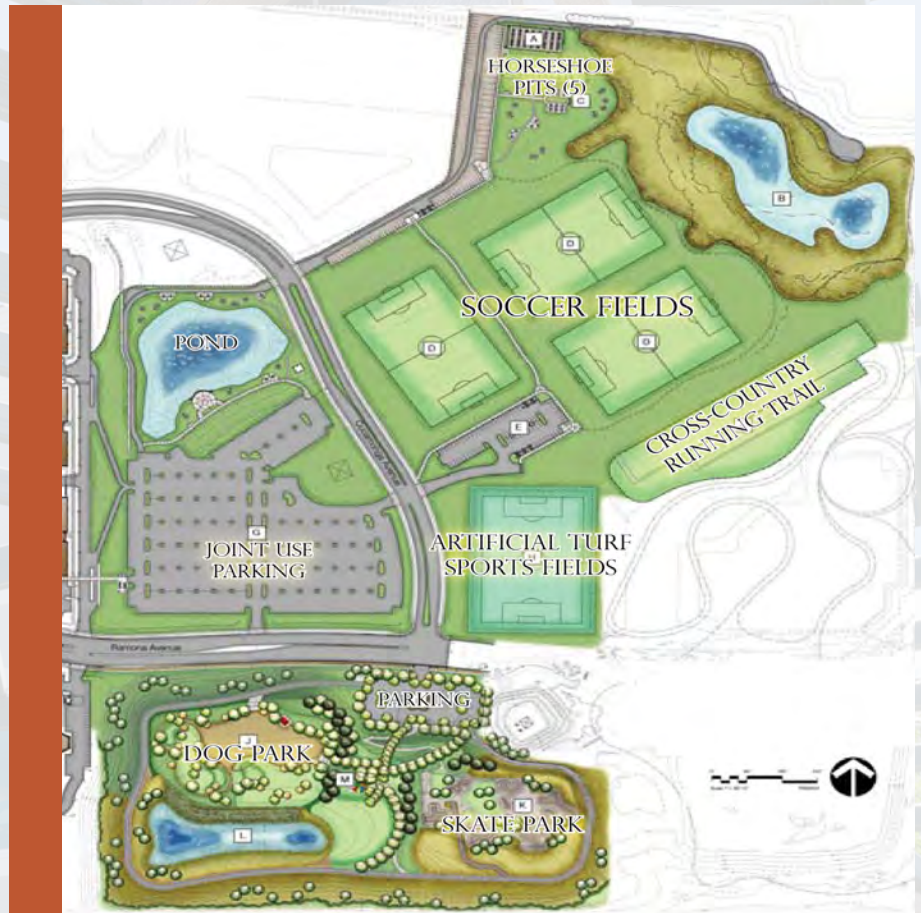 A
HORSESHOE
PITS (5)
C
B
D
SOCCER FIELDS
D
D
POND
E
CROSS-COUNTRY
RUNNING TRAIL
G
JOINT USE
PARKING
ARTIFICIAL TURF
SPORTS FIELDS
Ramona Avenue
PARKING
J
DOG PARK
M
K
SKATE PARK
L